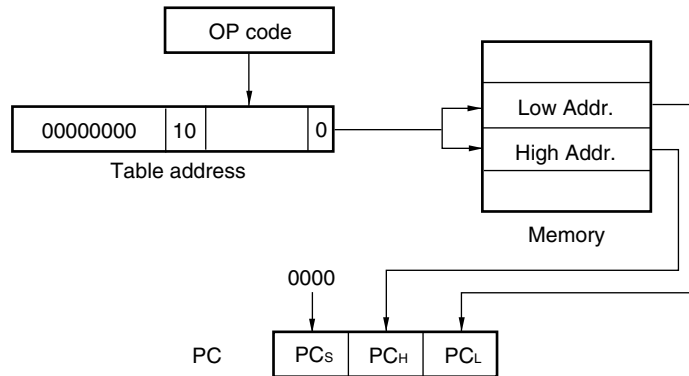 OP code
00000000 10 0
Table address
Low Addr.
High Addr.
Memory
0000
PC PCS PCH PCL